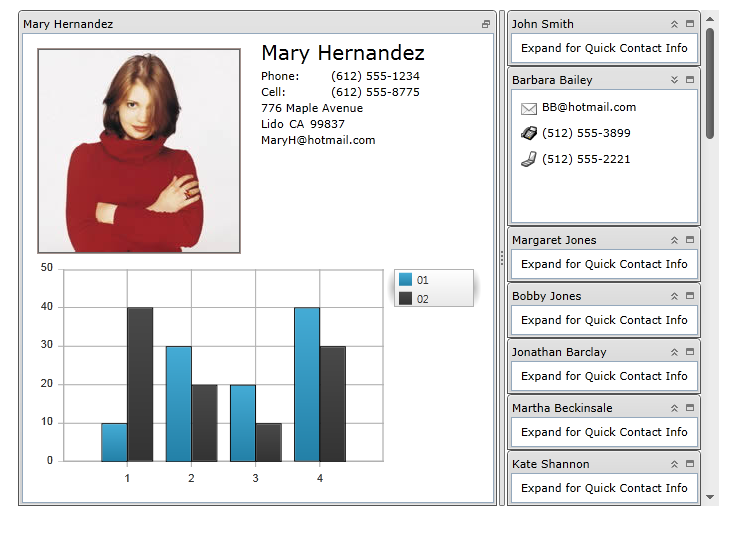 Mary Hernandez
Mary Hernandez
Phone: (612) 555-1234
Cell: (612) 555-8775
776 Maple Avenue
Lido CA 99837
MaryH@hotmail.com
50
40
30
20
10
0
1 2 3 4
01
02
John Smith
Expand for Quick Contact Info
Barbara Bailey
BB@hotmail.com
(512) 555-3899
(512) 555-2221
Margaret Jones
Expand for Quick Contact Info
Bobby Jones
Expand for Quick Contact Info
Jonathan Barclay
Expand for Quick Contact Info
Martha Beckinsale
Expand for Quick Contact Info
Kate Shannon
Expand for Quick Contact Info